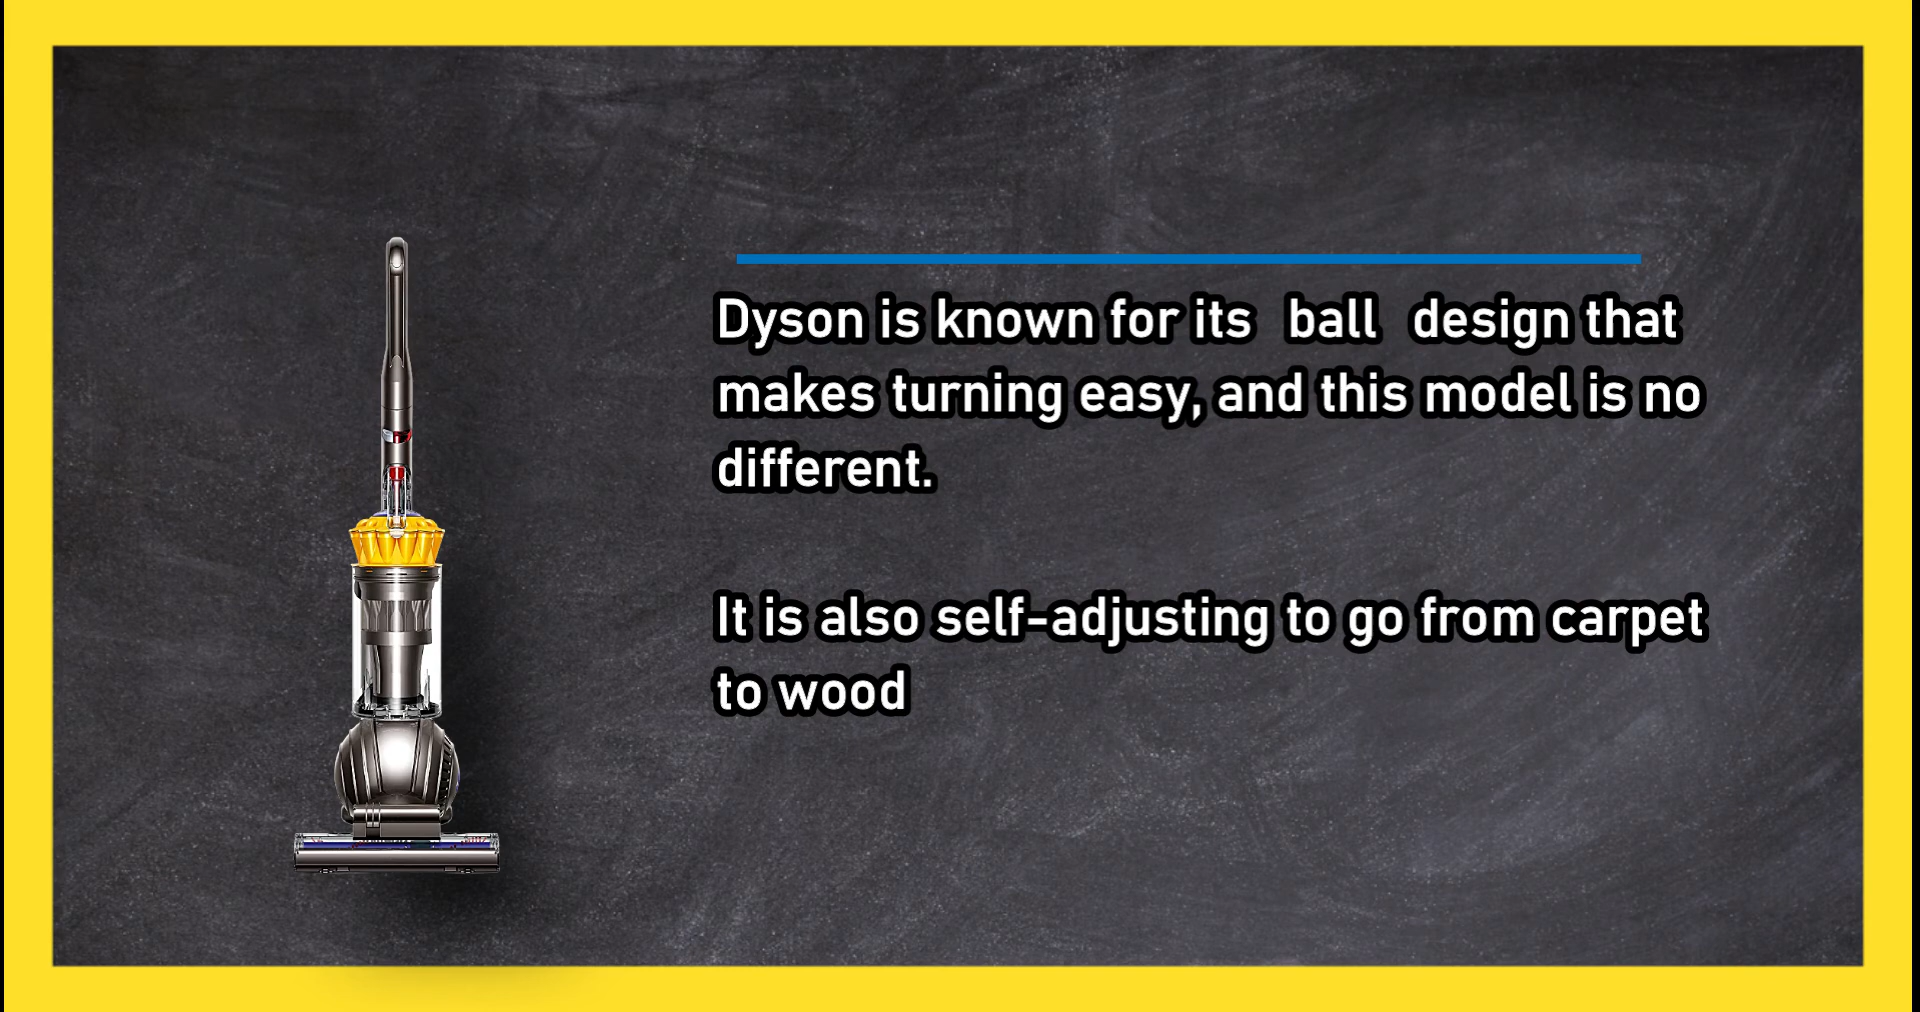 Dyson is known for its ball design that
makes turning easy, and this model is no
different.
It is also self-adjusting to go from carpet
to wood